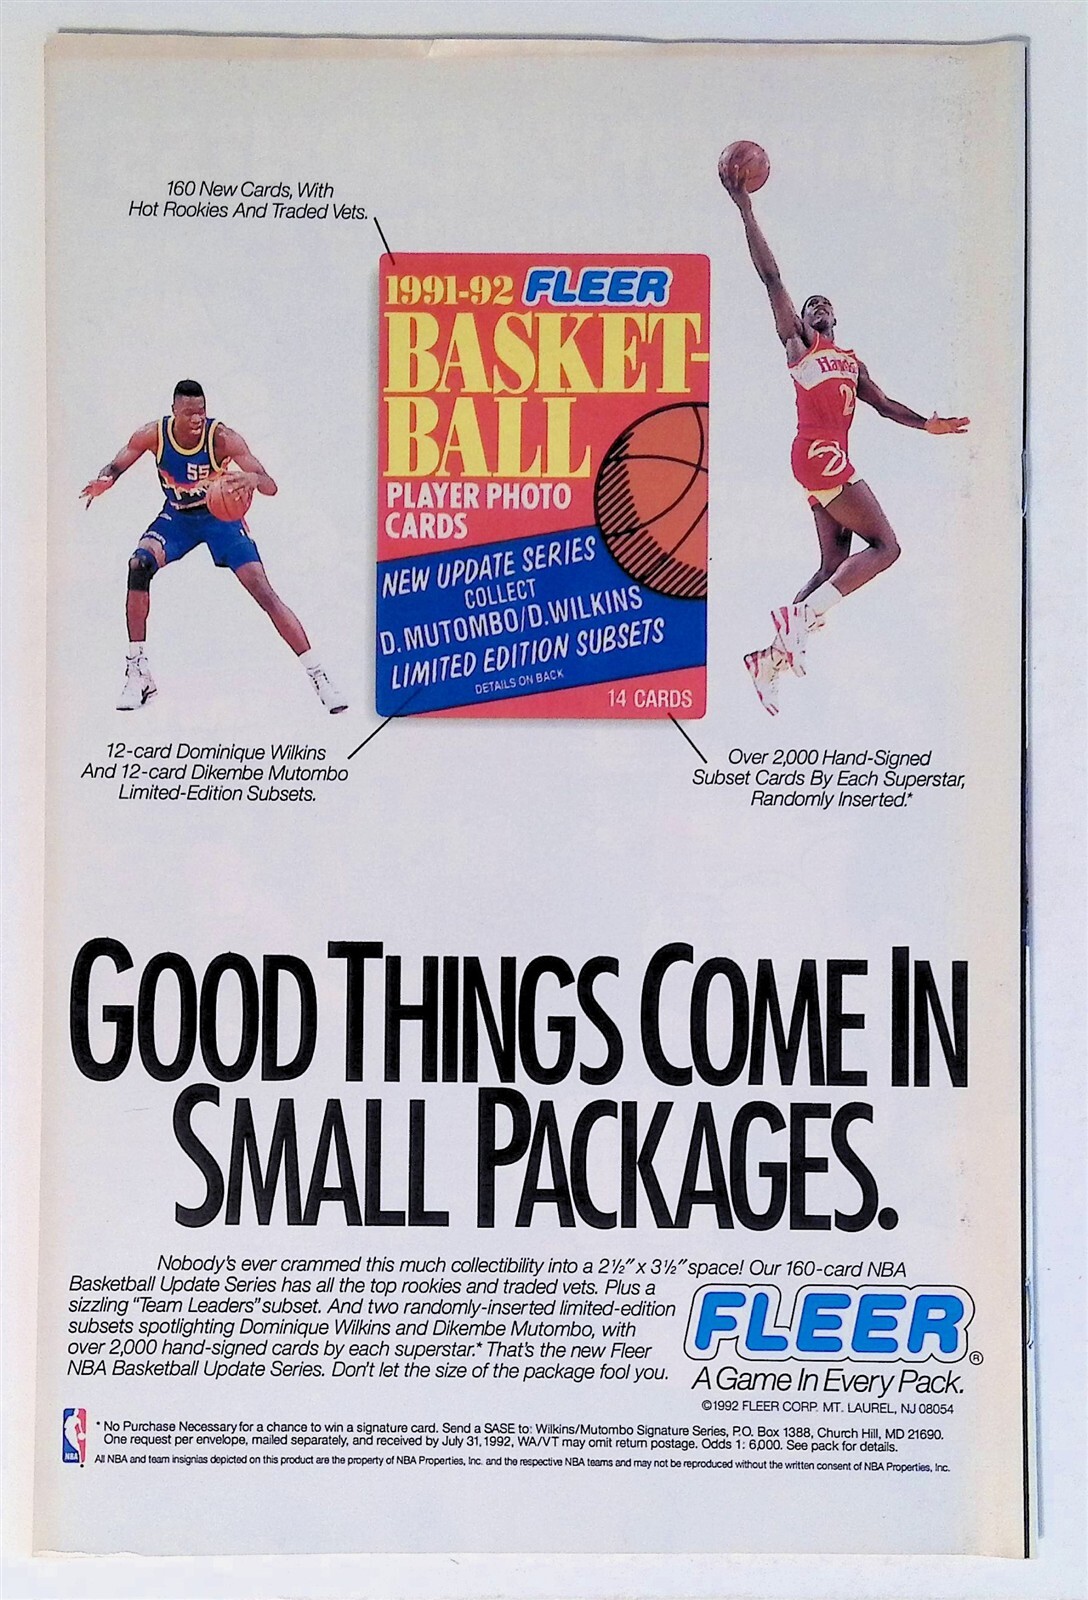 160 New Cards, With
Hot Rookies And Traded Vets.
1991-92 FLEER
BASKET-
BALL
PLAYER PHOTO
CARDS
NEW UPDATE SERIES
COLLECT
D. MUTOMBO/D. WILKINS
LIMITED EDITION SUBSETS
DETAILS ON BACK
14 CARDS
55
2
12-card Dominique Wilkins
And 12-card Dikembe Mutombo
Limited-Edition Subsets.
Over 2,000 Hand-Signed
Subset Cards By Each Superstar,
Randomly Inserted.*
GOOD THINGS COME IN
SMALL PACKAGES.
Nobody's ever crammed this much collectibility into a 2½" x 3½" space! Our 160-card NBA
Basketball Update Series has all the top rookies and traded vets. Plus a
sizzling "Team Leaders" subset. And two randomly-inserted limited-edition
subsets spotlighting Dominique Wilkins and Dikembe Mutombo, with
over 2,000 hand-signed cards by each superstar.* That's the new Fleer
NBA Basketball Update Series. Don't let the size of the package fool you.
FLEER®
A Game In Every Pack.
©1992 FLEER CORP. MT. LAUREL, NJ 08054
* No Purchase Necessary for a chance to win a signature card. Send a SASE to: Wilkins/Mutombo Signature Series, P.O. Box 1388, Church Hill, MD 21690.
One request per envelope, mailed separately, and received by July 31, 1992, WA/VT may omit return postage. Odds 1: 6,000. See pack for details.
NBA
All NBA and team insignias depicted on this product are the property of NBA Properties, Inc. and the respective NBA teams and may not be reproduced without the written consent of NBA Properties, Inc.